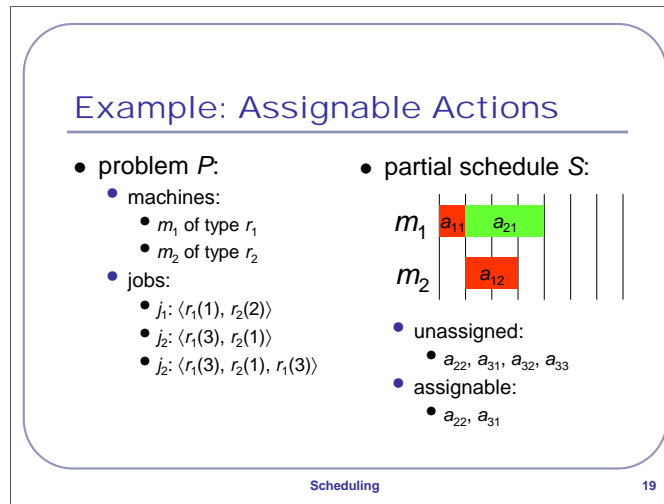 Example: Assignable Actions
● problem P:
● machines:
● m₁ of type r₁
● m₂ of type r₂
● jobs:
● j₁: ⟨r₁(1), r₂(2)⟩
● j₂: ⟨r₁(3), r₂(1)⟩
● j₂: ⟨r₁(3), r₂(1), r₁(3)⟩
● partial schedule S:
m₁ a₁₁ a₂₁
m₂ a₁₂
● unassigned:
● a₂₂, a₃₁, a₃₂, a₃₃
● assignable:
● a₂₂, a₃₁
Scheduling 19